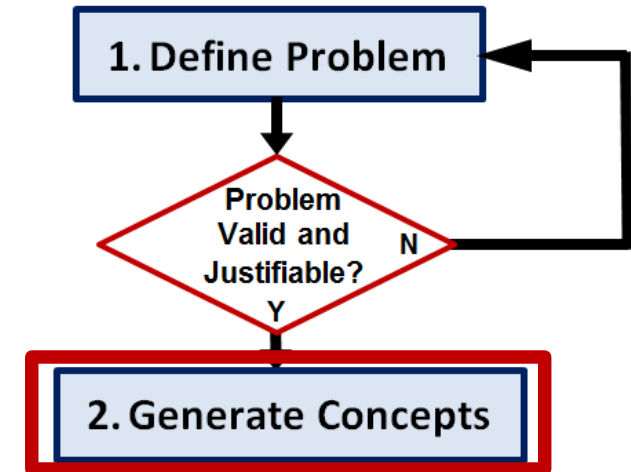 1. Define Problem
Problem
Valid and
Justifiable?
N
Y
2. Generate Concepts